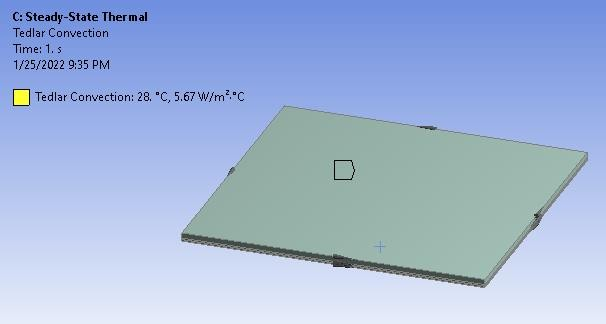 C: Steady-State Thermal
Tedlar Convection
Time: 1. s
1/25/2022 9:35 PM
Tedlar Convection: 28. °C, 5.67 W/m²·°C